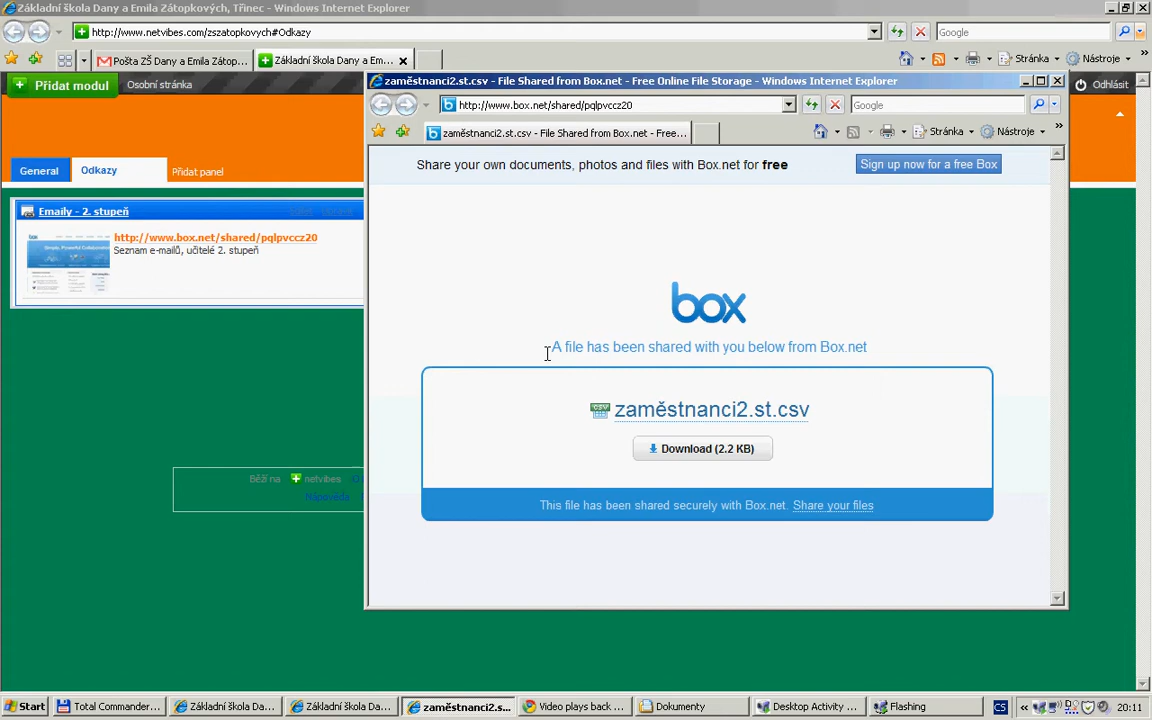 Základní škola Dany a Emila Zátopkových, Třinec - Windows Internet Explorer
http://www.netvibes.com/zszatopkovych#Odkazy
Google
Pošta ZŠ Dany a Emila Zátop...
Základní škola Dany a Em...
Stránka
Nástroje
Přidat modul
Osobní stránka
Odhlásit
General
Odkazy
Přidat panel
Emaily - 2. stupeň
http://www.box.net/shared/pqlpvccz20
Seznam e-mailů, učitelé 2. stupeň
Běží na
netvibes
Nápověda
zaměstnanci2.st.csv - File Shared from Box.net - Free Online File Storage - Windows Internet Explorer
http://www.box.net/shared/pqlpvccz20
Google
zaměstnanci2.st.csv - File Shared from Box.net - Free...
Stránka
Nástroje
Share your own documents, photos and files with Box.net for free
Sign up now for a free Box
box
A file has been shared with you below from Box.net
CSV
zaměstnanci2.st.csv
Download (2.2 KB)
This file has been shared securely with Box.net. Share your files
Start
Total Commander...
Základní škola Da...
Základní škola Da...
zaměstnanci2.s...
Video plays back ...
Dokumenty
Desktop Activity ...
Flashing
CS
20:11